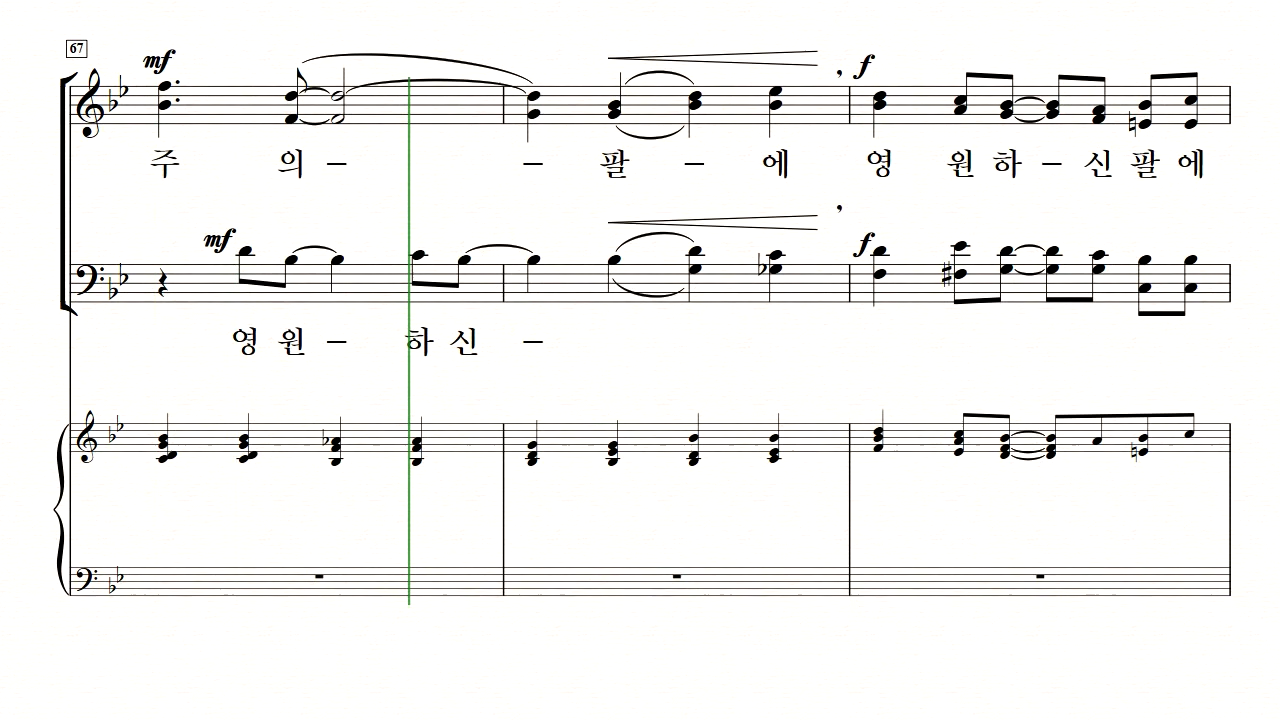 67
mf
f
주 의 – – 팔 – 에 영 원 하 – 신 팔 에
mf
f
영 원 – 하 신 –